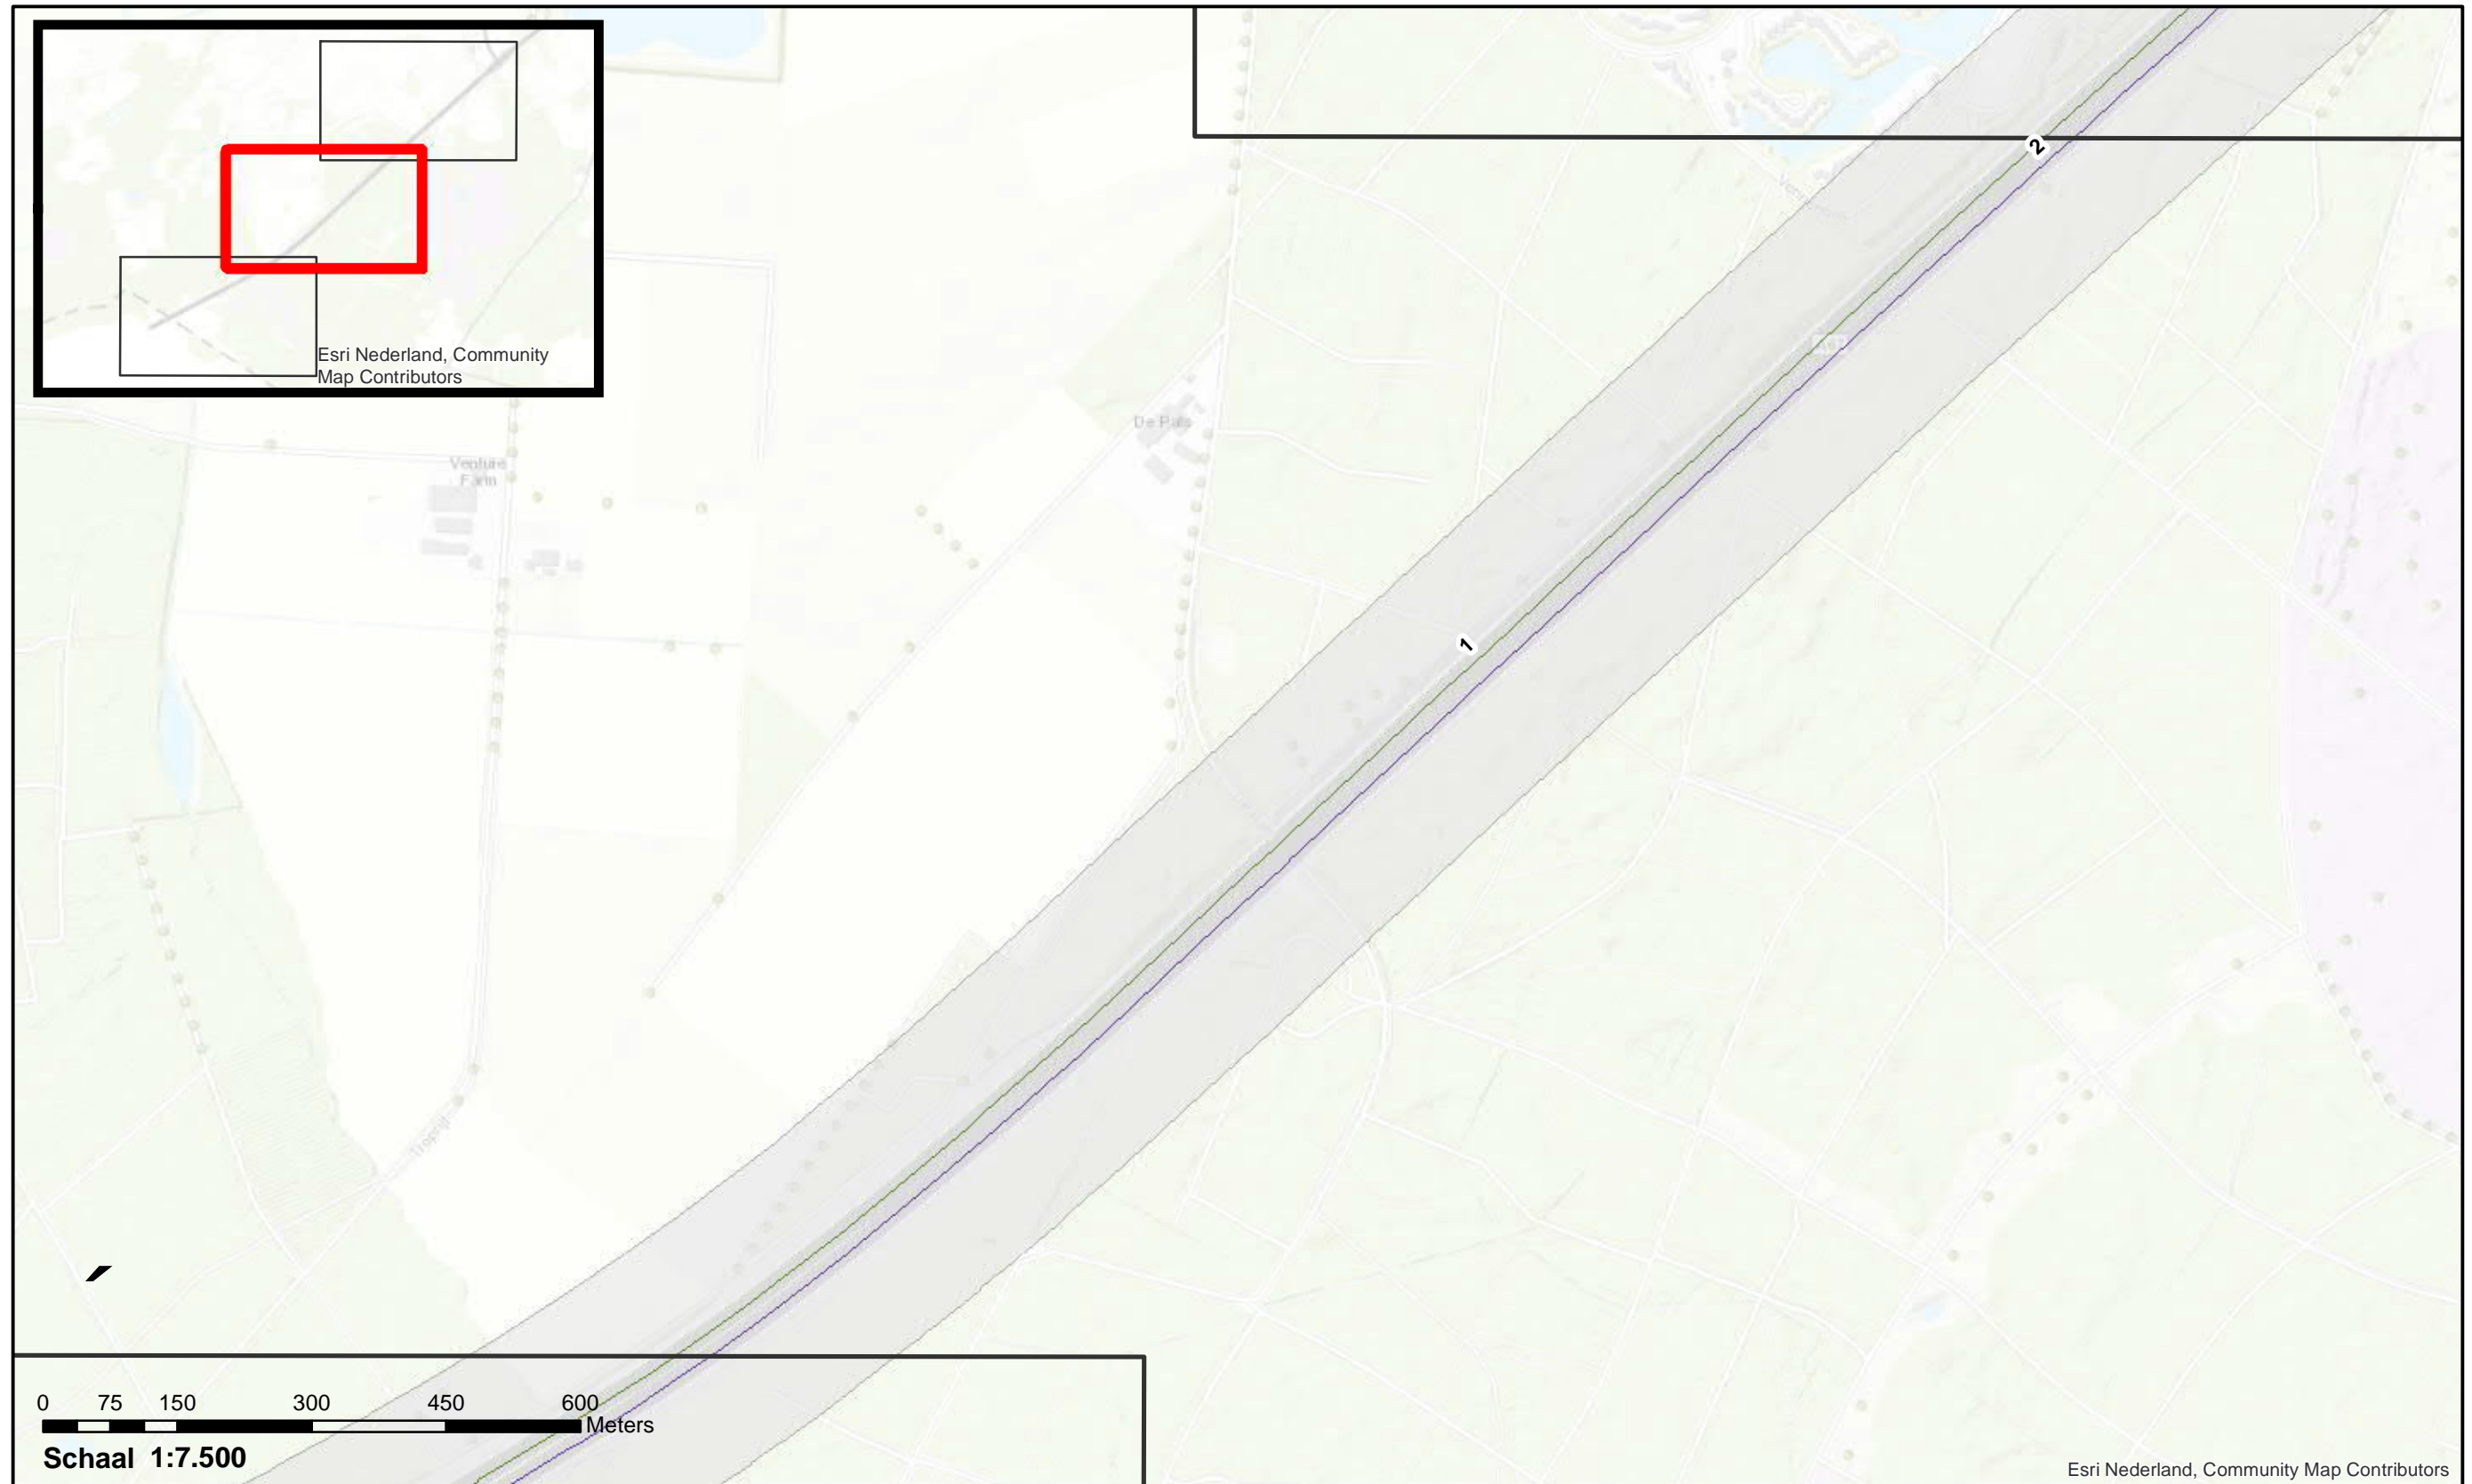 Esri Nederland, Community
Map Contributors
2
De Pals
Venture
Farm
1
0 75 150 300 450 600
Meters
Schaal 1:7.500
Esri Nederland, Community Map Contributors